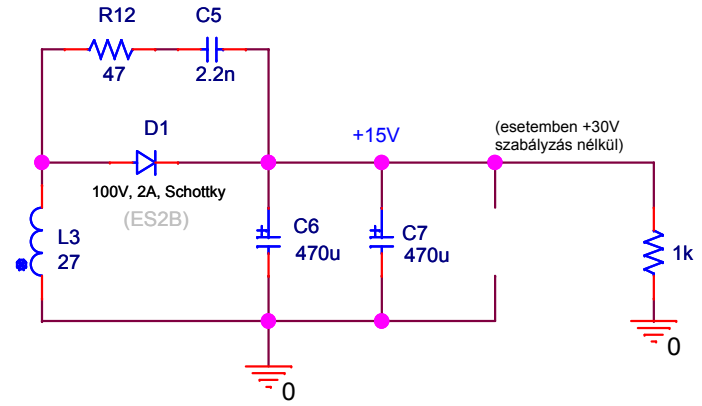 R12
C5
47
2.2n
D1
+15V
(esetemben +30V
szabályzás nélkül)
100V, 2A, Schottky
(ES2B)
L3
27
C6
470u
C7
470u
1k
0
0